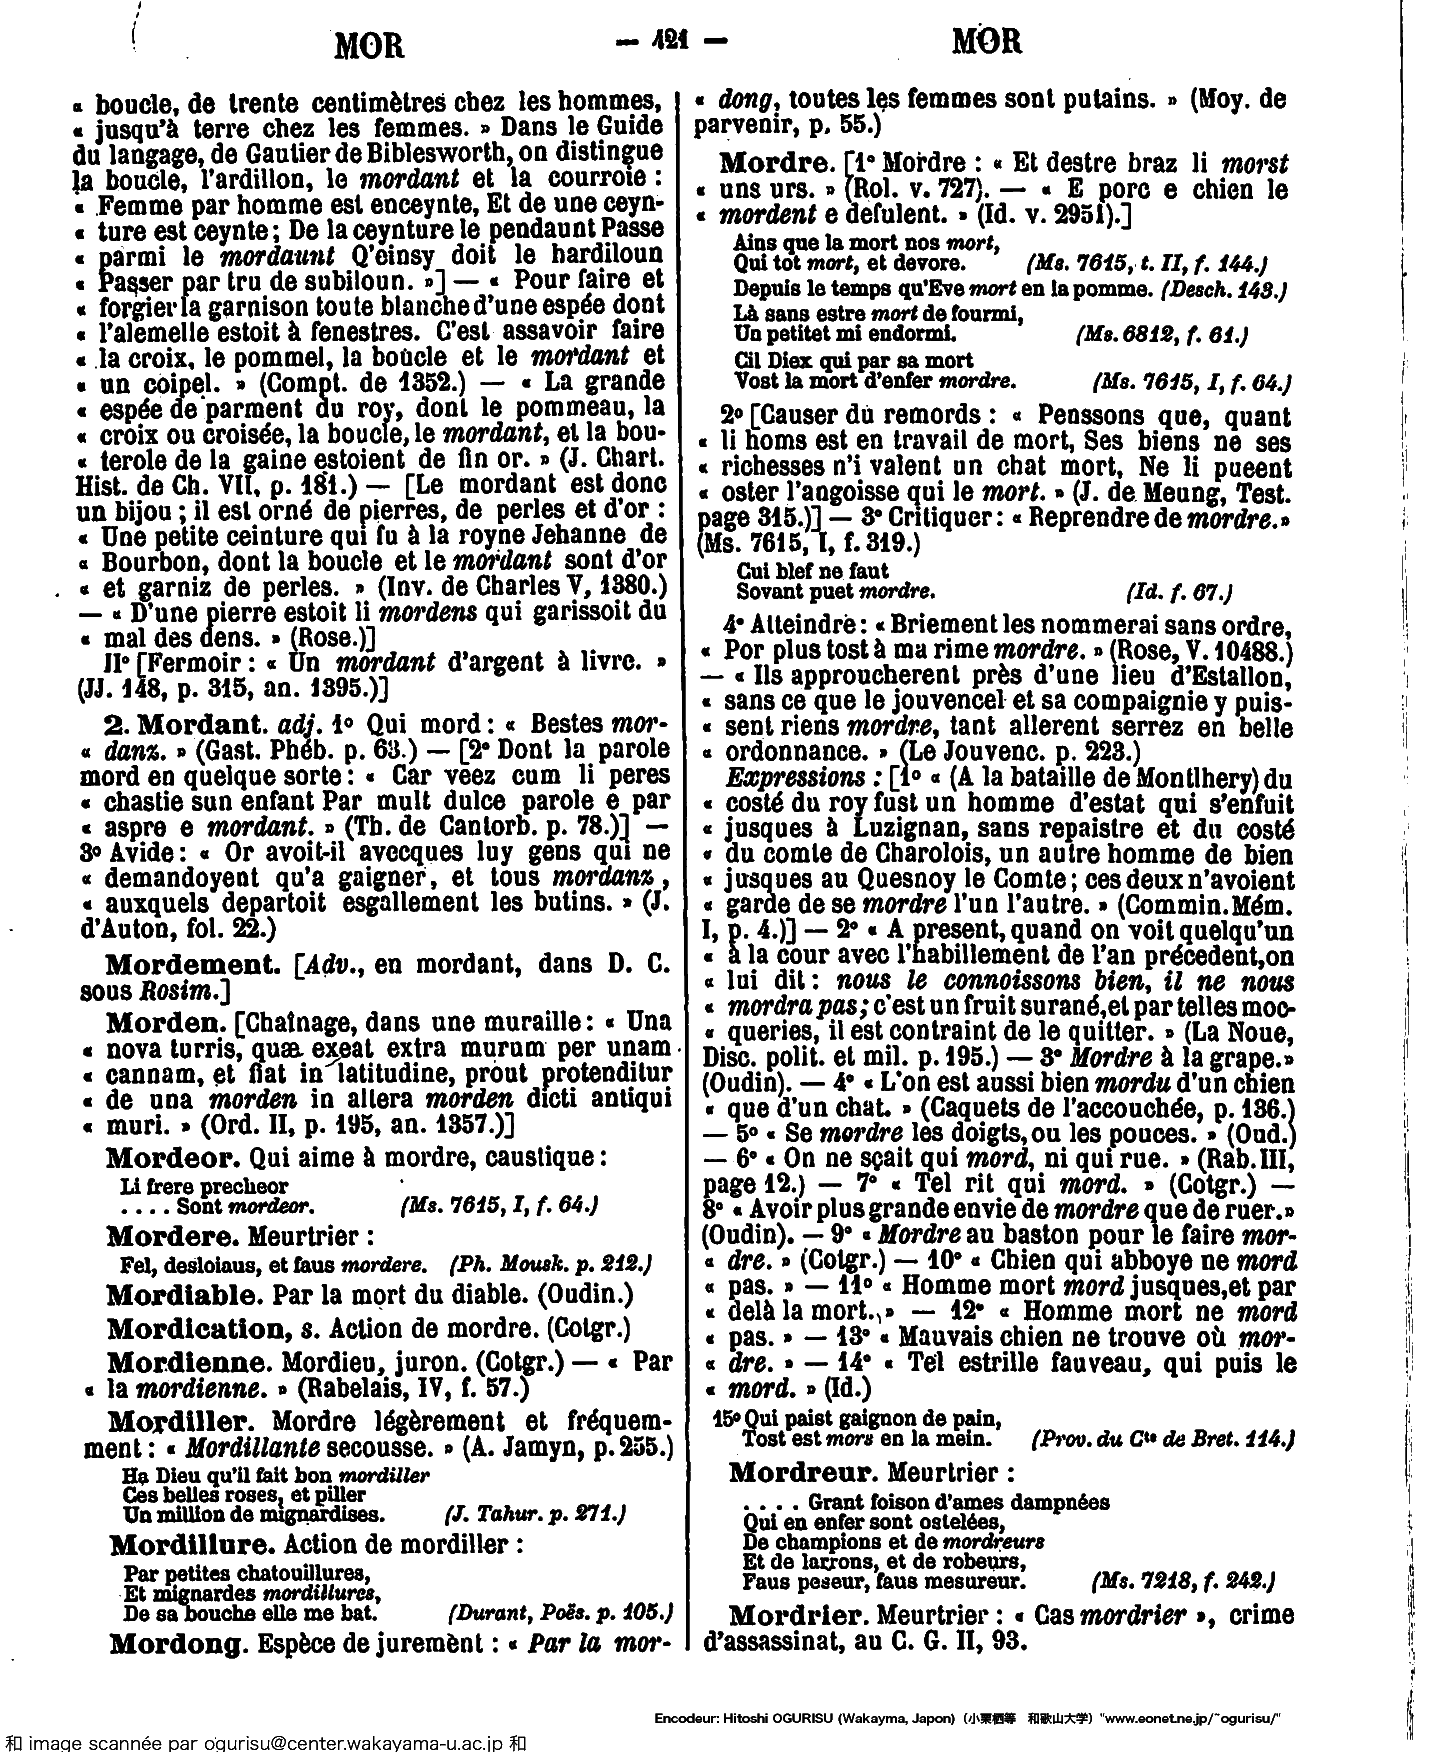 MOR — 421 — MOR
« boucle, de trente centimètres chez les hommes,
« jusqu'à terre chez les femmes. » Dans le Guide
du langage, de Gautier de Biblesworth, on distingue
la boucle, l'ardillon, le mordant et la courroie :
« Femme par homme est enceynte, Et de une ceyn-
« ture est ceynte ; De la ceynture le pendaunt Passe
« parmi le mordaunt Q'einsy doit le hardiloun
« Passer par tru de subiloun. »] — « Pour faire et
« forgier la garnison toute blanche d'une espée dont
« l'alemelle estoit à fenestres. C'est assavoir faire
« la croix, le pommel, la boucle et le mordant et
« un coipel. » (Compt. de 1352.) — « La grande
« espée de parment du roy, dont le pommeau, la
« croix ou croisée, la boucle, le mordant, et la bou-
« terole de la gaine estoient de fin or. » (J. Chart.
Hist. de Ch. VII, p. 181.) — [Le mordant est donc
un bijou ; il est orné de pierres, de perles et d'or :
« Une petite ceinture qui fu à la royne Jehanne de
« Bourbon, dont la boucle et le mordant sont d'or
« et garniz de perles. » (Inv. de Charles V, 1380.)
— « D'une pierre estoit li mordens qui garissoit du
« mal des dens. » (Rose.)]
II° [Fermoir : « Un mordant d'argent à livre. »
(JJ. 148, p. 315, an. 1395.)]
2. Mordant. adj. 1° Qui mord : « Bestes mor-
« danz. » (Gast. Phéb. p. 63.) — [2° Dont la parole
mord en quelque sorte : « Car veez cum li peres
« chastie sun enfant Par mult dulce parole e par
« aspre e mordant. » (Th. de Cantorb. p. 78.)] —
3° Avide : « Or avoit-il avecques luy gens qui ne
« demandoyent qu'a gaigner, et tous mordanz,
« auxquels departoit esgallement les butins. » (J.
d'Auton, fol. 22.)
Mordement. [Adv., en mordant, dans D. C.
sous Rosim.]
Morden. [Chaînage, dans une muraille : « Una
« nova turris, quæ exeat extra murum per unam
« cannam, et fiat in latitudine, prout protenditur
« de una morden in altera morden dicti antiqui
« muri. » (Ord. II, p. 195, an. 1357.)]
Mordeor. Qui aime à mordre, caustique :
Li frere precheor
.... Sont mordeor. (Ms. 7615, I, f. 64.)
Mordere. Meurtrier :
Fel, desloiaus, et faus mordere. (Ph. Mousk. p. 212.)
Mordiable. Par la mort du diable. (Oudin.)
Mordication, s. Action de mordre. (Cotgr.)
Mordienne. Mordieu, juron. (Cotgr.) — « Par
« la mordienne. » (Rabelais, IV, f. 57.)
Mordiller. Mordre légèrement et fréquem-
ment : « Mordillante secousse. » (A. Jamyn, p. 255.)
Ha Dieu qu'il fait bon mordiller
Ces belles roses, et piller
Un million de mignardises. (J. Tahur. p. 271.)
Mordillure. Action de mordiller :
Par petites chatouillures,
Et mignardes mordillures,
De sa bouche elle me bat. (Durant, Poës. p. 105.)
Mordong. Espèce de jurement : « Par la mor-
« dong, toutes les femmes sont putains. » (Moy. de
parvenir, p. 55.)
Mordre. [1° Mordre : « Et destre braz li morst
« uns urs. » (Rol. v. 727). — « E porc e chien le
« mordent e defulent. » (Id. v. 2951).]
Ains que la mort nos mort,
Qui tot mort, et devore. (Ms. 7615, t. II, f. 144.)
Depuis le temps qu'Eve mort en la pomme. (Desch. 143.)
Là sans estre mort de fourmi,
Un petitet mi endormi. (Ms. 6812, f. 61.)
Cil Diex qui par sa mort
Vost la mort d'enfer mordre. (Ms. 7615, I, f. 64.)
2° [Causer du remords : « Penssons que, quant
« li homs est en travail de mort, Ses biens ne ses
« richesses n'i valent un chat mort, Ne li pueent
« oster l'angoisse qui le mort. » (J. de Meung, Test.
page 315.)] — 3° Critiquer : « Reprendre de mordre. »
(Ms. 7615, I, f. 319.)
Cui blef ne faut
Sovant puet mordre. (Id. f. 67.)
4° Atteindre : « Briement les nommerai sans ordre,
« Por plus tost à ma rime mordre. » (Rose, V. 10488.)
— « Ils approucherent près d'une lieu d'Estallon,
« sans ce que le jouvencel et sa compaignie y puis-
« sent riens mordre, tant allerent serrez en belle
« ordonnance. » (Le Jouvenc. p. 223.)
Expressions : [1° « (A la bataille de Montlhery) du
« costé du roy fust un homme d'estat qui s'enfuit
« jusques à Luzignan, sans repaistre et du costé
« du comte de Charolois, un autre homme de bien
« jusques au Quesnoy le Comte ; ces deux n'avoient
« garde de se mordre l'un l'autre. » (Commin. Mém.
I, p. 4.)] — 2° « A present, quand on voit quelqu'un
« à la cour avec l'habillement de l'an précedent, on
« lui dit : nous le connoissons bien, il ne nous
« mordra pas ; c'est un fruit surané, et par telles moc-
« queries, il est contraint de le quitter. » (La Noue,
Disc. polit. et mil. p. 195.) — 3° Mordre à la grape. »
(Oudin). — 4° « L'on est aussi bien mordu d'un chien
« que d'un chat. » (Caquets de l'accouchée, p. 136.)
— 5° « Se mordre les doigts, ou les pouces. » (Oud.)
— 6° « On ne sçait qui mord, ni qui rue. » (Rab. III,
page 12.) — 7° « Tel rit qui mord. » (Cotgr.) —
8° « Avoir plus grande envie de mordre que de ruer. »
(Oudin). — 9° « Mordre au baston pour le faire mor-
« dre. » (Cotgr.) — 10° « Chien qui abboye ne mord
« pas. » — 11° « Homme mort mord jusques, et par
« delà la mort. » — 12° « Homme mort ne mord
« pas. » — 13° « Mauvais chien ne trouve où mor-
« dre. » — 14° « Tel estrille fauveau, qui puis le
« mord. » (Id.)
15° Qui paist gaignon de pain,
Tost est mors en la mein. (Prov. du Cte de Bret. 114.)
Mordreur. Meurtrier :
.... Grant foison d'ames dampnées
Qui en enfer sont ostelées,
De champions et de mordreurs
Et de larrons, et de robeurs,
Faus peseur, faus mesureur. (Ms. 7218, f. 242.)
Mordrier. Meurtrier : « Cas mordrier », crime
d'assassinat, au C. G. II, 93.
Encodeur: Hitoshi OGURISU (Wakayma, Japon) (小栗栖等 和歌山大学) "www.eonet.ne.jp/~ogurisu/"
和 image scannée par ogurisu@center.wakayama-u.ac.jp 和